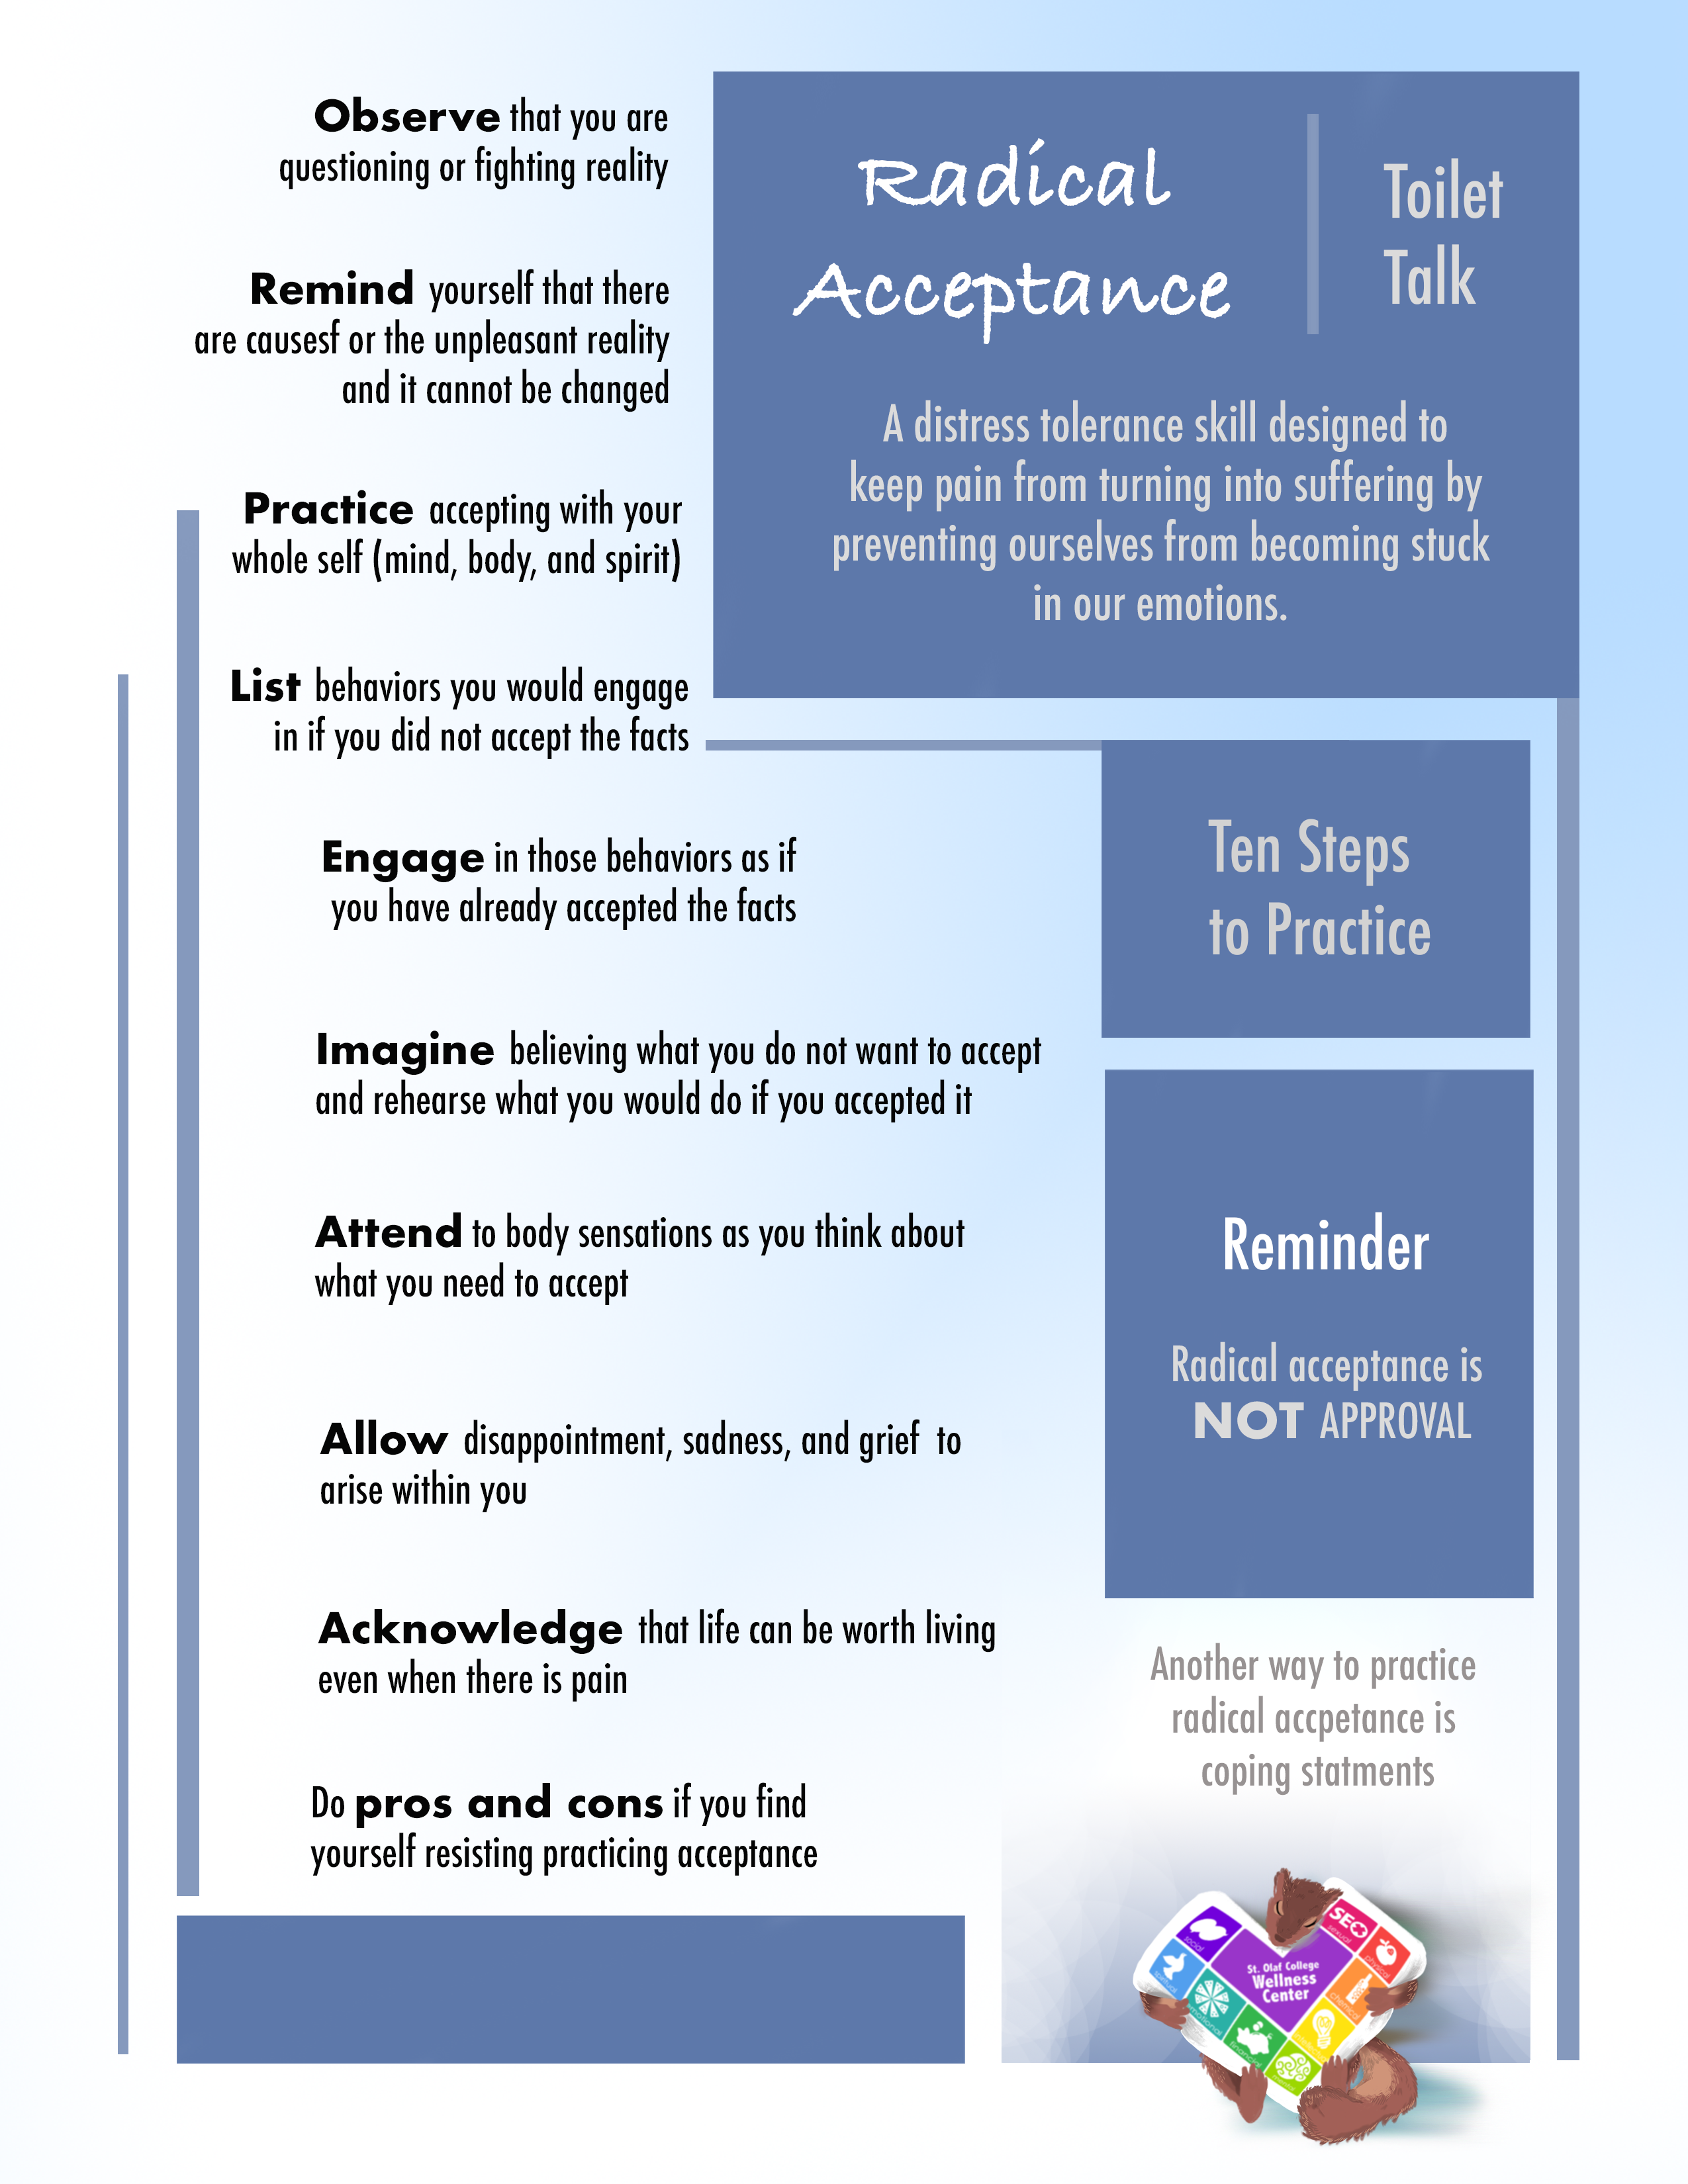 Radical
Acceptance
Toilet
Talk
A distress tolerance skill designed to
keep pain from turning into suffering by
preventing ourselves from becoming stuck
in our emotions.
Ten Steps
to Practice
Observe that you are
questioning or fighting reality
Remind yourself that there
are causesf or the unpleasant reality
and it cannot be changed
Practice accepting with your
whole self (mind, body, and spirit)
List behaviors you would engage
in if you did not accept the facts
Engage in those behaviors as if
you have already accepted the facts
Imagine believing what you do not want to accept
and rehearse what you would do if you accepted it
Attend to body sensations as you think about
what you need to accept
Allow disappointment, sadness, and grief to
arise within you
Acknowledge that life can be worth living
even when there is pain
Do pros and cons if you find
yourself resisting practicing acceptance
Reminder
Radical acceptance is
NOT APPROVAL
Another way to practice
radical accpetance is
coping statments
St. Olaf College
Wellness
Center
social
SEX
sexual
physical
chemical
financial